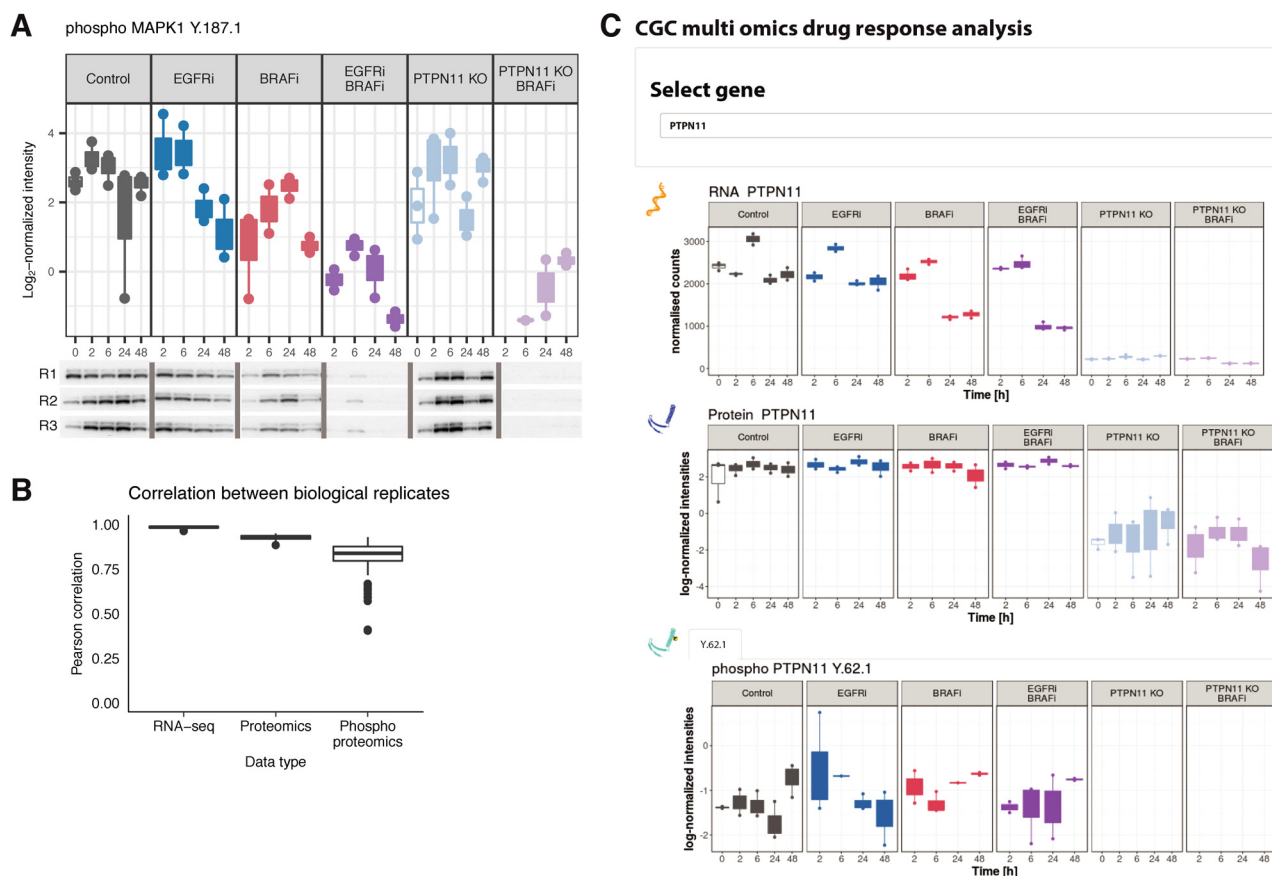 A
phospho MAPK1 Y.187.1
Control
EGFRi
BRAFi
EGFRi
BRAFi
PTPN11 KO
PTPN11 KO
BRAFi
Log2−normalized intensity
4
2
0
0 2 6 24 48
2 6 24 48
2 6 24 48
2 6 24 48
0 2 6 24 48
2 6 24 48
R1
R2
R3
B
Correlation between biological replicates
Pearson correlation
1.00
0.75
0.50
0.25
0.00
RNA−seq
Proteomics
Phospho
proteomics
Data type
C
CGC multi omics drug response analysis
Select gene
PTPN11
RNA PTPN11
Control
EGFRi
BRAFi
EGFRi
BRAFi
PTPN11 KO
PTPN11 KO
BRAFi
normalised counts
3000
2000
1000
0
0 2 6 24 48
2 6 24 48
2 6 24 48
2 6 24 48
0 2 6 24 48
2 6 24 48
Time [h]
Protein PTPN11
Control
EGFRi
BRAFi
EGFRi
BRAFi
PTPN11 KO
PTPN11 KO
BRAFi
log-normalized intensities
2
0
-2
-4
0 2 6 24 48
2 6 24 48
2 6 24 48
2 6 24 48
0 2 6 24 48
2 6 24 48
Time [h]
Y.62.1
phospho PTPN11 Y.62.1
Control
EGFRi
BRAFi
EGFRi
BRAFi
PTPN11 KO
PTPN11 KO
BRAFi
log-normalized intensities
0
-1
-2
0 2 6 24 48
2 6 24 48
2 6 24 48
2 6 24 48
0 2 6 24 48
2 6 24 48
Time [h]